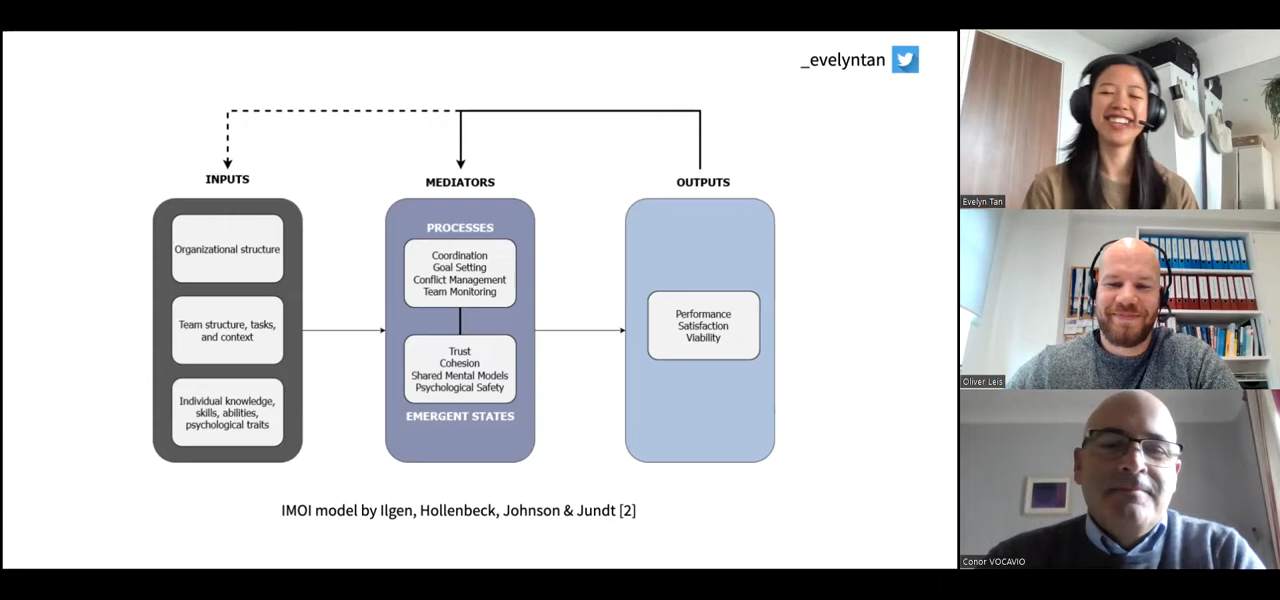 _evelyntan
INPUTS
Organizational structure
Team structure, tasks,
and context
Individual knowledge,
skills, abilities,
psychological traits
MEDIATORS
PROCESSES
Coordination
Goal Setting
Conflict Management
Team Monitoring
Trust
Cohesion
Shared Mental Models
Psychological Safety
EMERGENT STATES
OUTPUTS
Performance
Satisfaction
Viability
IMOI model by Ilgen, Hollenbeck, Johnson & Jundt [2]
Evelyn Tan
Oliver Leis
Conor VOCAVIO